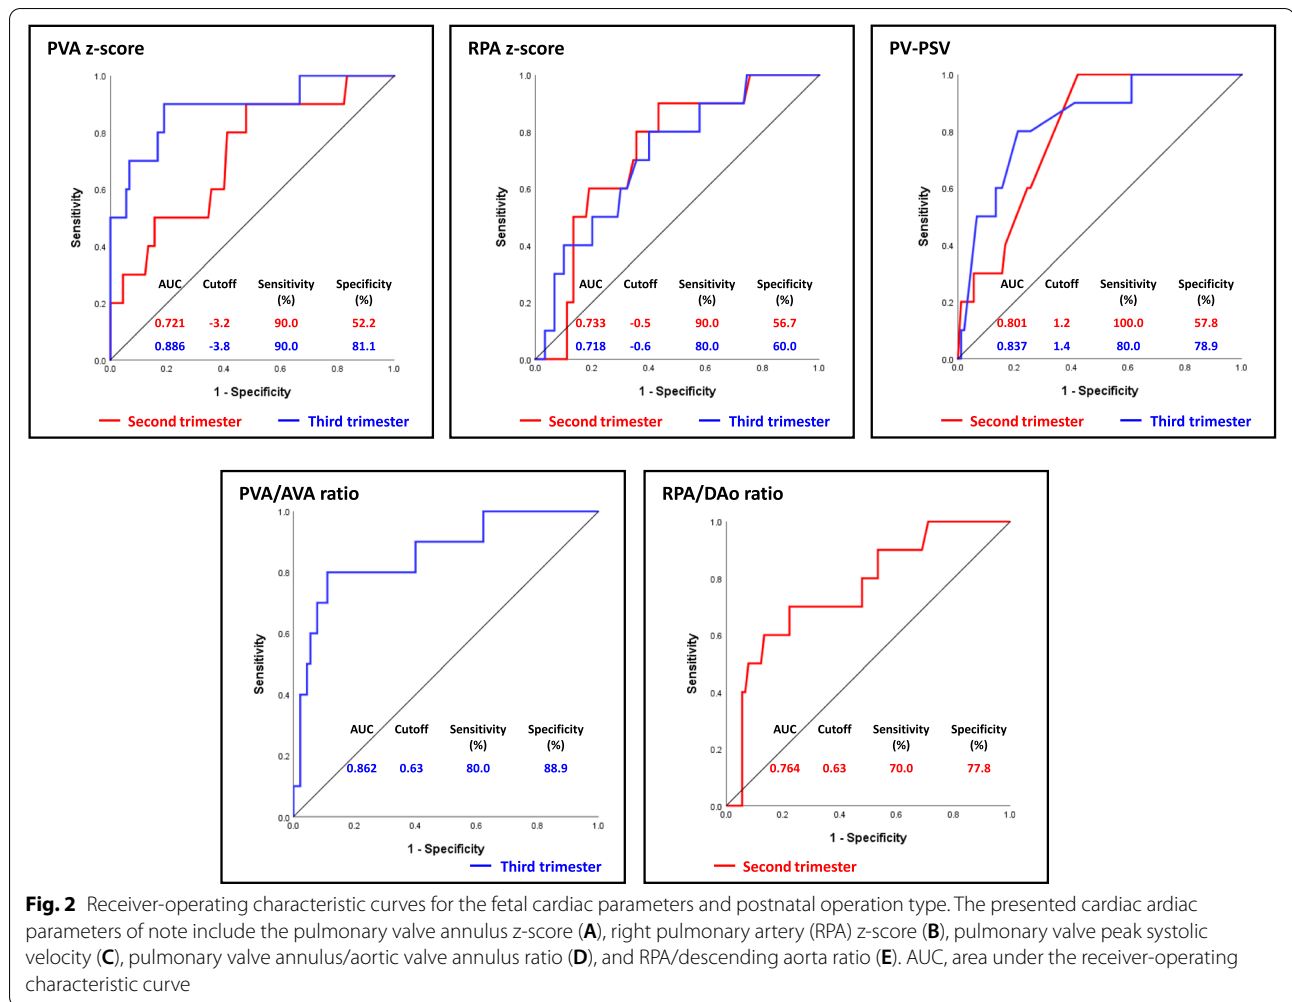 PVA z-score
1.0
0.8
0.6
0.4
0.2
0.0
Sensitivity
AUC Cutoff Sensitivity (%) Specificity (%)
0.721 -3.2 90.0 52.2
0.886 -3.8 90.0 81.1
0.0 0.2 0.4 0.6 0.8 1.0
1 - Specificity
Second trimester Third trimester
RPA z-score
1.0
0.8
0.6
0.4
0.2
0.0
Sensitivity
AUC Cutoff Sensitivity (%) Specificity (%)
0.733 -0.5 90.0 56.7
0.718 -0.6 80.0 60.0
0.0 0.2 0.4 0.6 0.8 1.0
1 - Specificity
Second trimester Third trimester
PV-PSV
1.0
0.8
0.6
0.4
0.2
0.0
Sensitivity
AUC Cutoff Sensitivity (%) Specificity (%)
0.801 1.2 100.0 57.8
0.837 1.4 80.0 78.9
0.0 0.2 0.4 0.6 0.8 1.0
1 - Specificity
Second trimester Third trimester
PVA/AVA ratio
1.0
0.8
0.6
0.4
0.2
0.0
Sensitivity
AUC Cutoff Sensitivity (%) Specificity (%)
0.862 0.63 80.0 88.9
0.0 0.2 0.4 0.6 0.8 1.0
1 - Specificity
Third trimester
RPA/DAo ratio
1.0
0.8
0.6
0.4
0.2
0.0
Sensitivity
AUC Cutoff Sensitivity (%) Specificity (%)
0.764 0.63 70.0 77.8
0.0 0.2 0.4 0.6 0.8 1.0
1 - Specificity
Second trimester
Fig. 2 Receiver-operating characteristic curves for the fetal cardiac parameters and postnatal operation type. The presented cardiac ardiac
parameters of note include the pulmonary valve annulus z-score (A), right pulmonary artery (RPA) z-score (B), pulmonary valve peak systolic
velocity (C), pulmonary valve annulus/aortic valve annulus ratio (D), and RPA/descending aorta ratio (E). AUC, area under the receiver-operating
characteristic curve